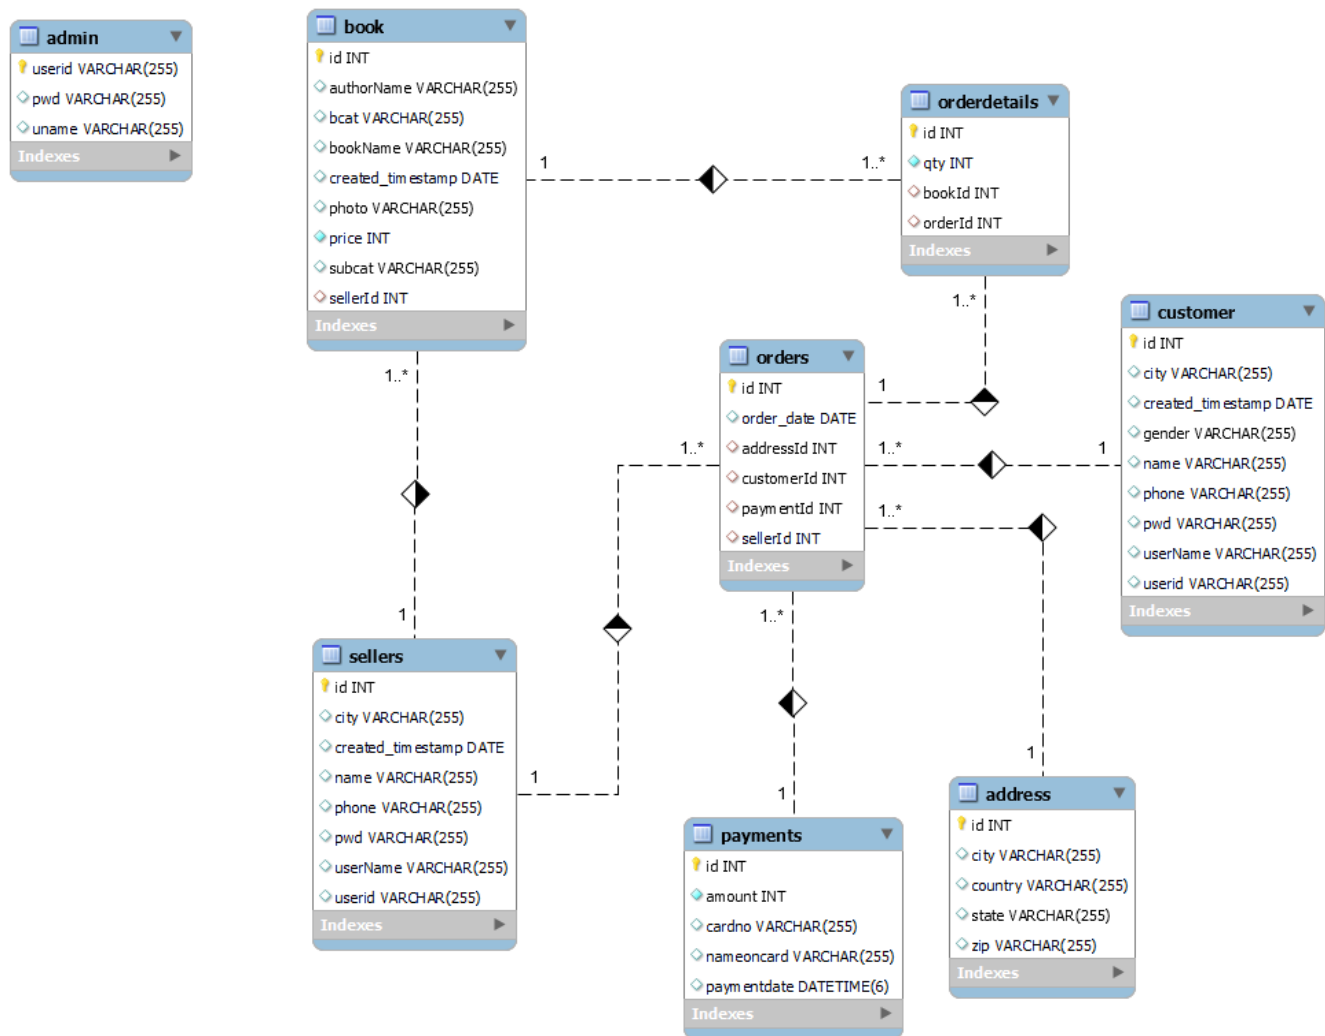 admin
userid VARCHAR(255)
pwd VARCHAR(255)
uname VARCHAR(255)
Indexes
book
id INT
authorName VARCHAR(255)
bcat VARCHAR(255)
bookName VARCHAR(255)
created_timestamp DATE
photo VARCHAR(255)
price INT
subcat VARCHAR(255)
sellerId INT
Indexes
1
1..*
orderdetails
id INT
qty INT
bookId INT
orderId INT
Indexes
1..*
1..*
1
orders
id INT
order_date DATE
addressId INT
customerId INT
paymentId INT
sellerId INT
Indexes
1
1..*
1..*
1..*
1
customer
id INT
city VARCHAR(255)
created_timestamp DATE
gender VARCHAR(255)
name VARCHAR(255)
phone VARCHAR(255)
pwd VARCHAR(255)
userName VARCHAR(255)
userid VARCHAR(255)
Indexes
sellers
id INT
city VARCHAR(255)
created_timestamp DATE
name VARCHAR(255)
phone VARCHAR(255)
pwd VARCHAR(255)
userName VARCHAR(255)
userid VARCHAR(255)
Indexes
1
1..*
1
payments
id INT
amount INT
cardno VARCHAR(255)
nameoncard VARCHAR(255)
paymentdate DATETIME(6)
Indexes
1
address
id INT
city VARCHAR(255)
country VARCHAR(255)
state VARCHAR(255)
zip VARCHAR(255)
Indexes